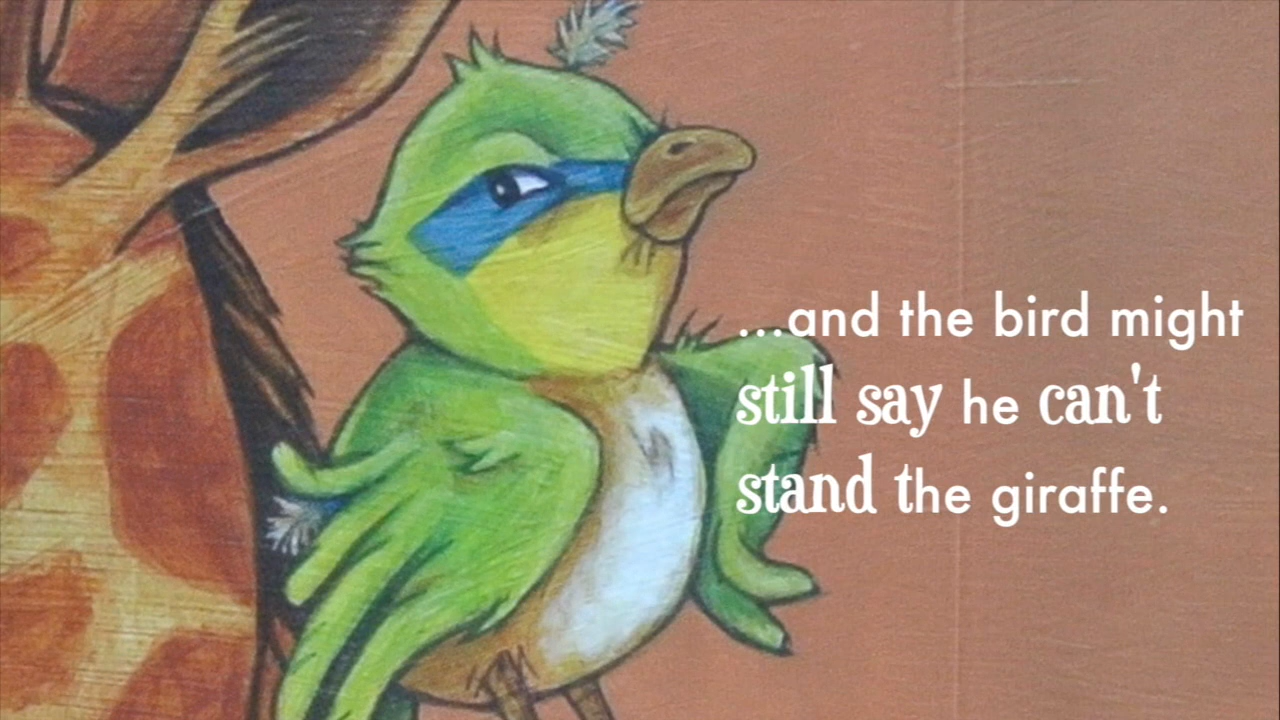 ...and the bird might
still say he can't
stand the giraffe.